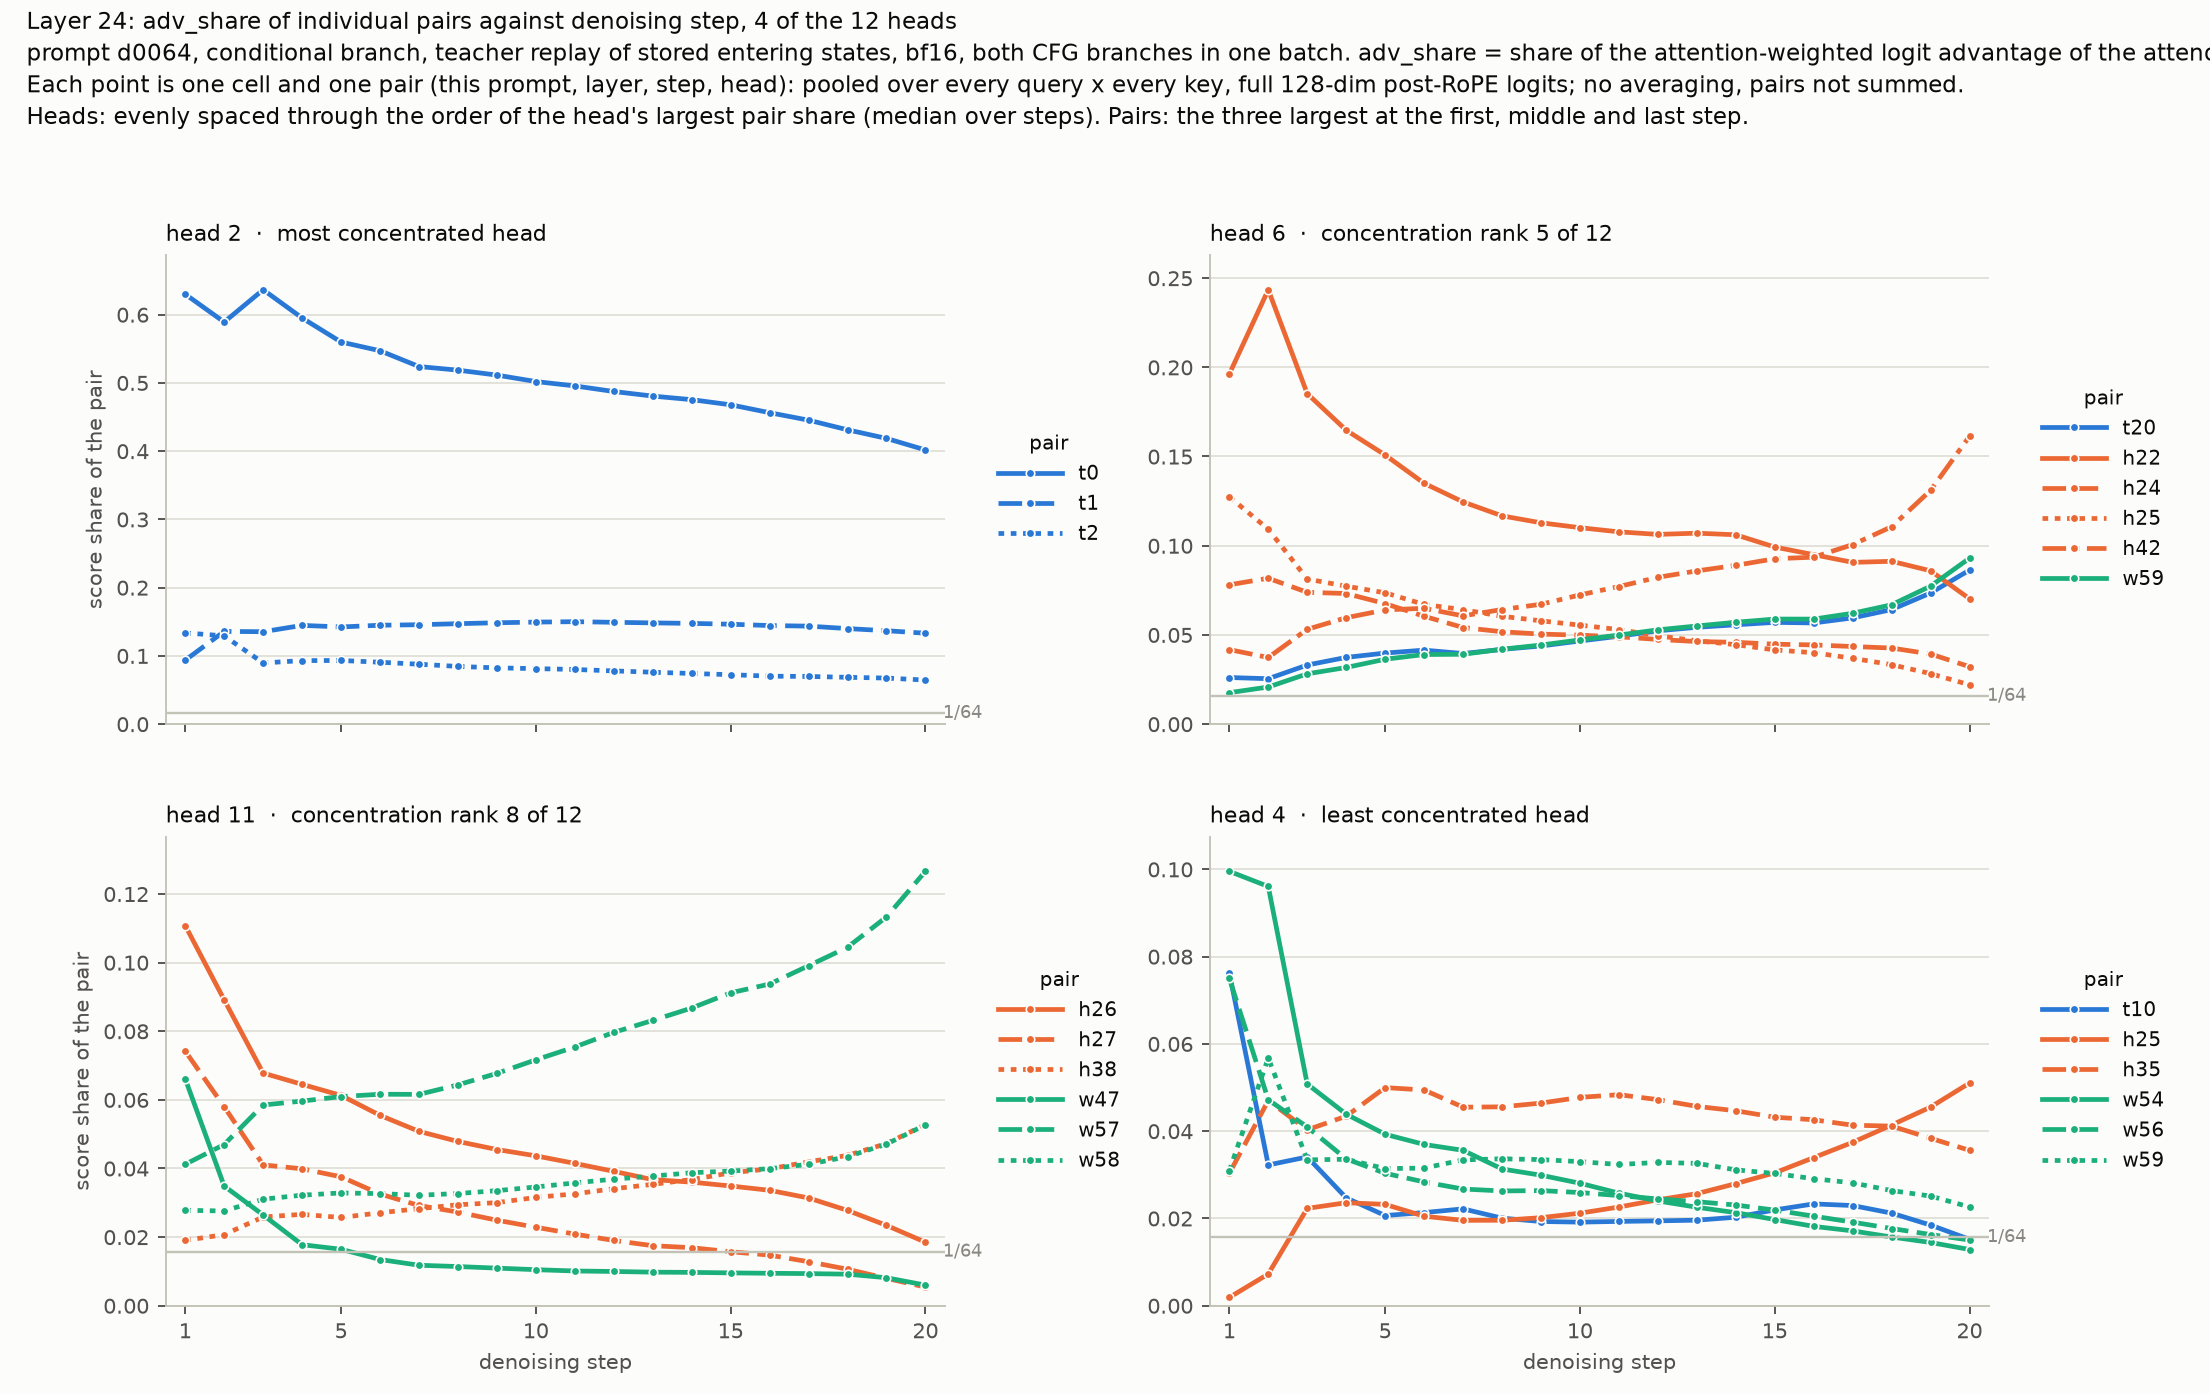 Layer 24: adv_share of individual pairs against denoising step, 4 of the 12 heads
prompt d0064, conditional branch, teacher replay of stored entering states, bf16, both CFG branches in one batch. adv_share = share of the attention-weighted logit advantage of the
Each point is one cell and one pair (this prompt, layer, step, head): pooled over every query x every key, full 128-dim post-RoPE logits; no averaging, pairs not summed.
Heads: evenly spaced through the order of the head's largest pair share (median over steps). Pairs: the three largest at the first, middle and last step.
head 2 · most concentrated head
score share of the pair
0.6
0.5
0.4
0.3
0.2
0.1
0.0
1/64
pair
t0
t1
t2
head 6 · concentration rank 5 of 12
0.25
0.20
0.15
0.10
0.05
0.00
1/64
pair
t20
h22
h24
h25
h42
w59
head 11 · concentration rank 8 of 12
score share of the pair
0.12
0.10
0.08
0.06
0.04
0.02
0.00
1/64
1 5 10 15 20
denoising step
pair
h26
h27
h38
w47
w57
w58
head 4 · least concentrated head
0.10
0.08
0.06
0.04
0.02
0.00
1/64
1 5 10 15 20
denoising step
pair
t10
h25
h35
w54
w56
w59